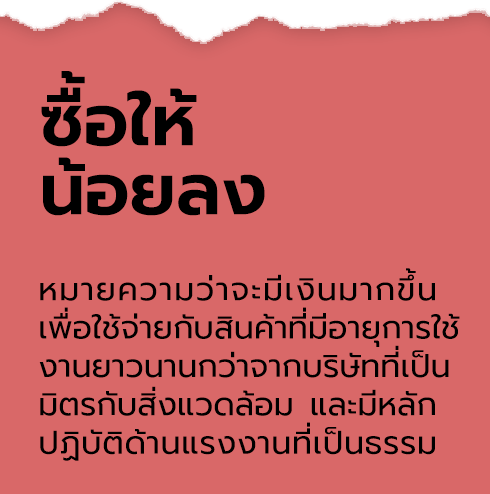 ซื้อให้
น้อยลง
หมายความว่าจะมีเงินมากขึ้น
เพื่อใช้จ่ายกับสินค้าที่มีอายุการใช้
งานยาวนานกว่าจากบริษัทที่เป็น
มิตรกับสิ่งแวดล้อม และมีหลัก
ปฏิบัติด้านแรงงานที่เป็นธรรม